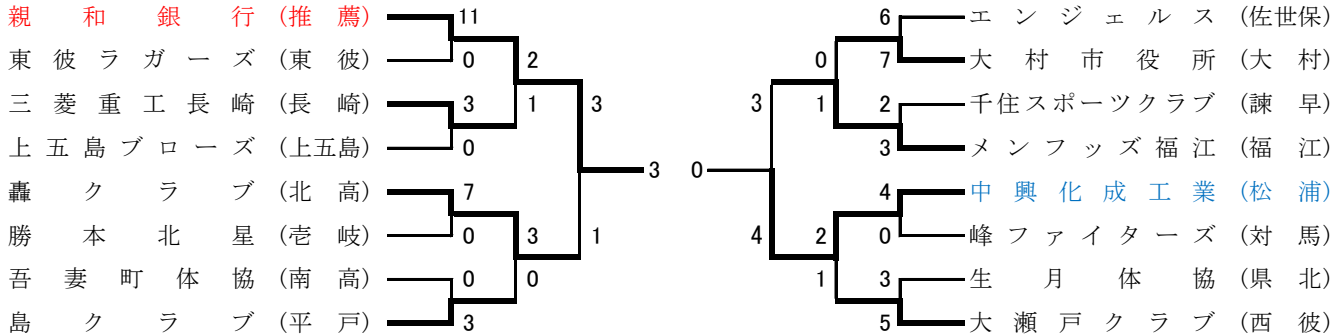 親和銀行(推薦) 11 6 エンジェルス(佐世保)
2 0
東彼ラガーズ(東彼) 0 7 大村市役所(大村)
3 3
三菱重工長崎(長崎) 3 1 1 2 千住スポーツクラブ(諫早)
上五島ブローズ(上五島) 0 3 メンフッズ福江(福江)
3 0
轟クラブ(北高) 7 4 中興化成工業(松浦)
勝本北星(壱岐) 0 3 1 4 2 0 峰ファイターズ(対馬)
吾妻町体協(南高) 0 0 1 3 生月体協(県北)
島クラブ(平戸) 3 5 大瀬戸クラブ(西彼)